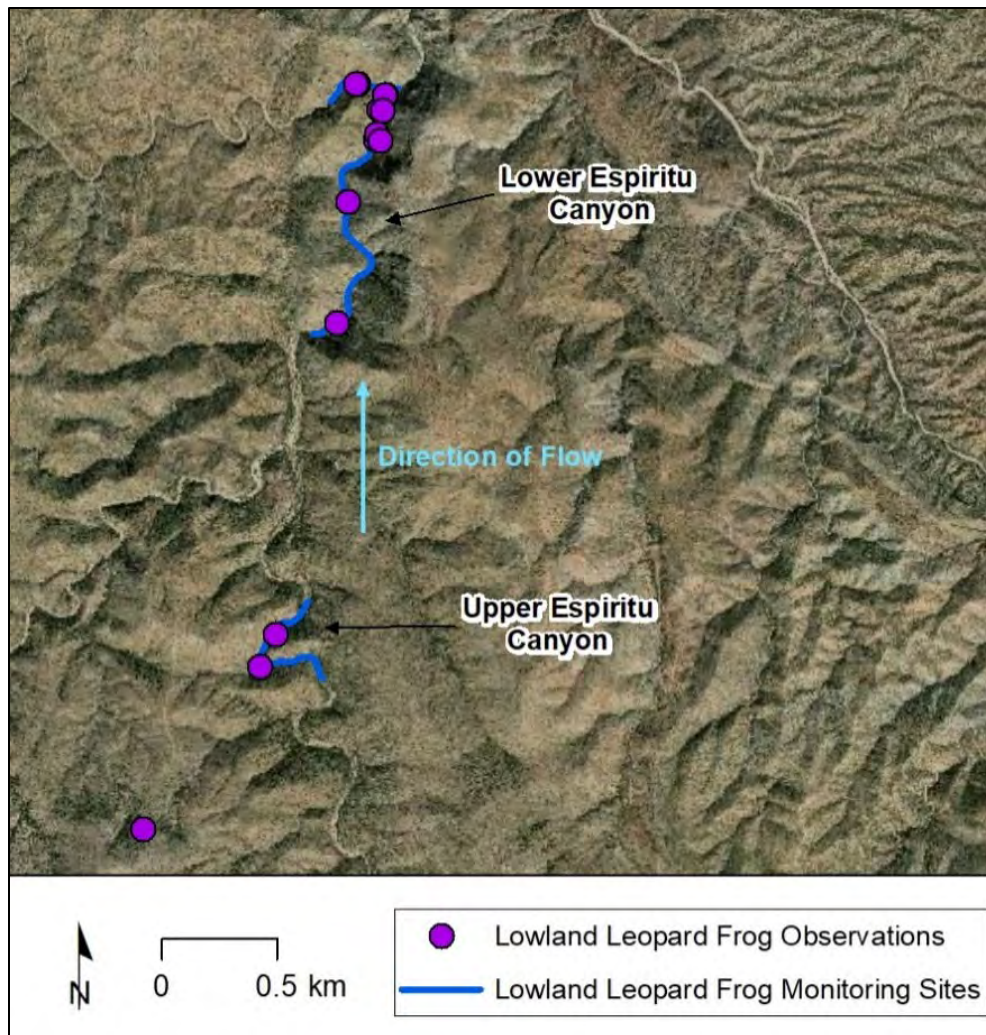 Lower Espiritu
Canyon
Direction of Flow
Upper Espiritu
Canyon
N
0 0.5 km
Lowland Leopard Frog Observations
Lowland Leopard Frog Monitoring Sites